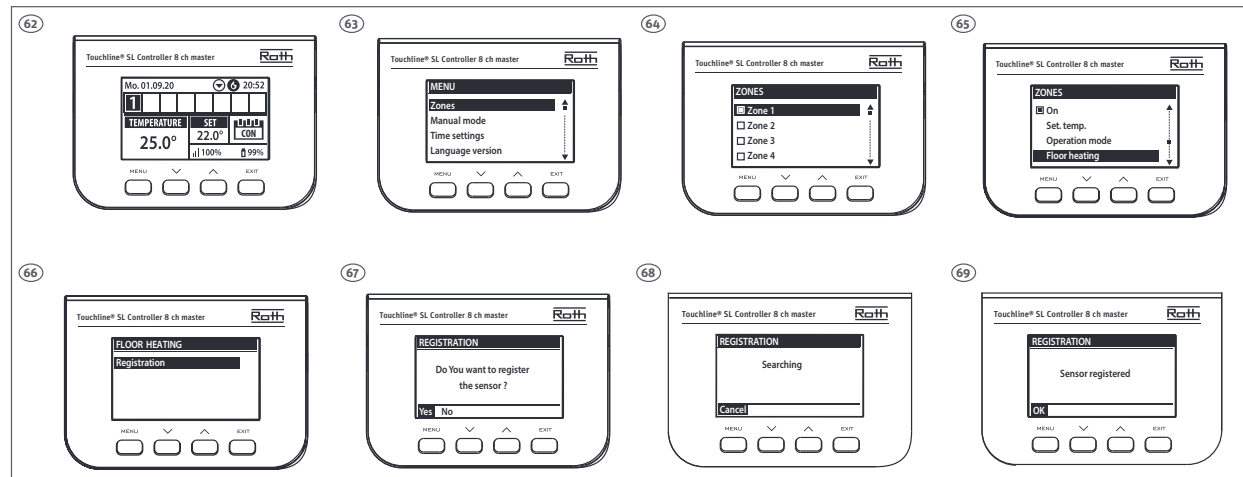 62
Touchline® SL Controller 8 ch master Roth
Mo. 01.09.20 6 20:52
1
TEMPERATURE SET
25.0° 22.0° CON
100% 99%
MENU EXIT
63
Touchline® SL Controller 8 ch master Roth
MENU
Zones
Manual mode
Time settings
Language version
MENU EXIT
64
Touchline® SL Controller 8 ch master Roth
ZONES
Zone 1
Zone 2
Zone 3
Zone 4
MENU EXIT
65
Touchline® SL Controller 8 ch master Roth
ZONES
On
Set. temp.
Operation mode
Floor heating
MENU EXIT
66
Touchline® SL Controller 8 ch master Roth
FLOOR HEATING
Registration
MENU EXIT
67
Touchline® SL Controller 8 ch master Roth
REGISTRATION
Do You want to register
the sensor ?
Yes No
MENU EXIT
68
Touchline® SL Controller 8 ch master Roth
REGISTRATION
Searching
Cancel
MENU EXIT
69
Touchline® SL Controller 8 ch master Roth
REGISTRATION
Sensor registered
OK
MENU EXIT